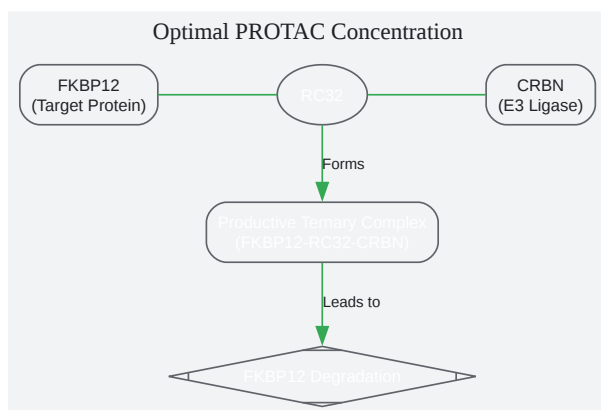 Optimal PROTAC Concentration
FKBP12
(Target Protein)
RC32
CRBN
(E3 Ligase)
Forms
Productive Ternary Complex
(FKBP12-RC32-CRBN)
Leads to
FKBP12 Degradation